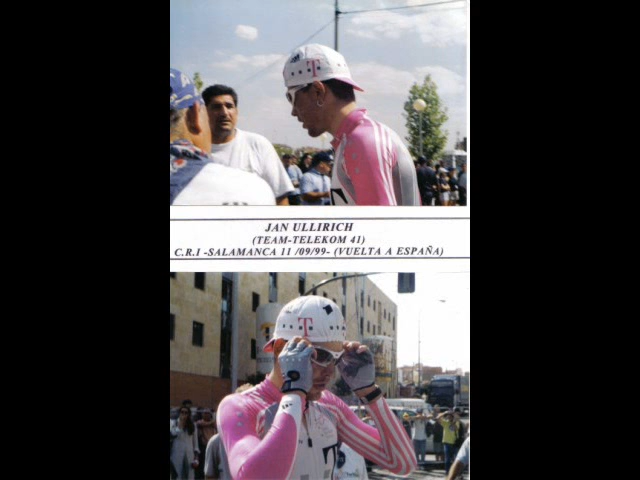 T
JAN ULLIRICH
(TEAM-TELEKOM 41)
C.R.I -SALAMANCA 11 /09/99- (VUELTA A ESPAÑA)
T
T